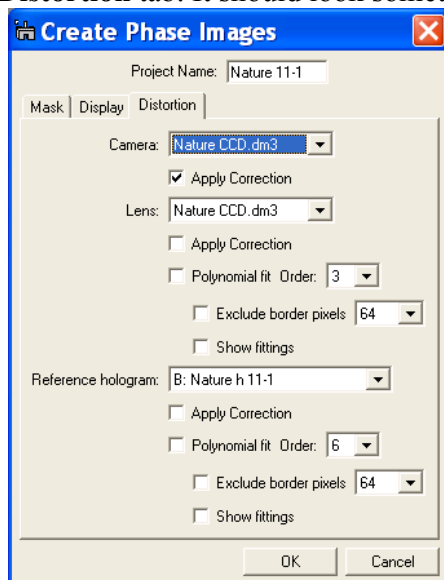 Create Phase Images
Project Name: Nature 11-1
Mask Display Distortion
Camera: Nature CCD.dm3
Apply Correction
Lens: Nature CCD.dm3
Apply Correction
Polynomial fit Order: 3
Exclude border pixels 64
Show fittings
Reference hologram: B: Nature h 11-1
Apply Correction
Polynomial fit Order: 6
Exclude border pixels 64
Show fittings
OK Cancel